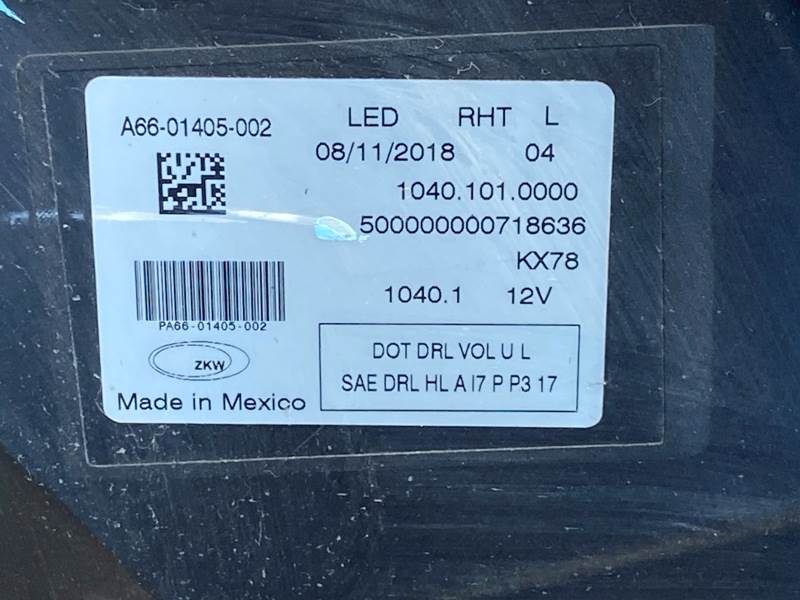 A66-01405-002
LED RHT L
08/11/2018 04
1040.101.0000
500000000718636
KX78
1040.1 12V
PA66-01405-002
ZKW
Made in Mexico
DOT DRL VOL U L
SAE DRL HL A I7 P P3 17